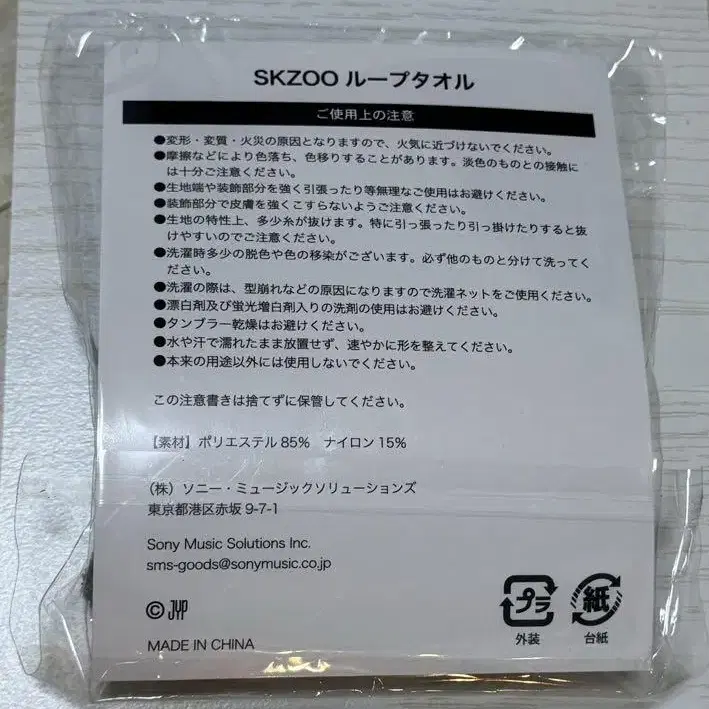 SKZOO ループタオル
ご使用上の注意
●変形・変質・火災の原因となりますので、火気に近づけないでください。
●摩擦などにより色落ち、色移りすることがあります。淡色のものとの接触に
は十分ご注意ください。
●生地端や装飾部分を強く引張ったり等無理なご使用はお避けください。
●装飾部分で皮膚を強くこすらないようご注意ください。
●生地の特性上、多少糸が抜けます。特に引っ張ったり引っ掛けたりすると抜
けやすいのでご注意ください。
●洗濯時多少の脱色や色の移染がございます。必ず他のものと分けて洗ってく
ださい。
●洗濯の際は、型崩れなどの原因になりますので洗濯ネットをご使用ください。
●漂白剤及び蛍光増白剤入りの洗剤の使用はお避けください。
●タンブラー乾燥はお避けください。
●水や汗で濡れたまま放置せず、速やかに形を整えてください。
●本来の用途以外には使用しないでください。
この注意書きは捨てずに保管してください。
【素材】ポリエステル 85% ナイロン 15%
（株）ソニー・ミュージックソリューションズ
東京都港区赤坂 9-7-1
Sony Music Solutions Inc.
sms-goods@sonymusic.co.jp
© JYP
MADE IN CHINA
プラ
外装
紙
台紙